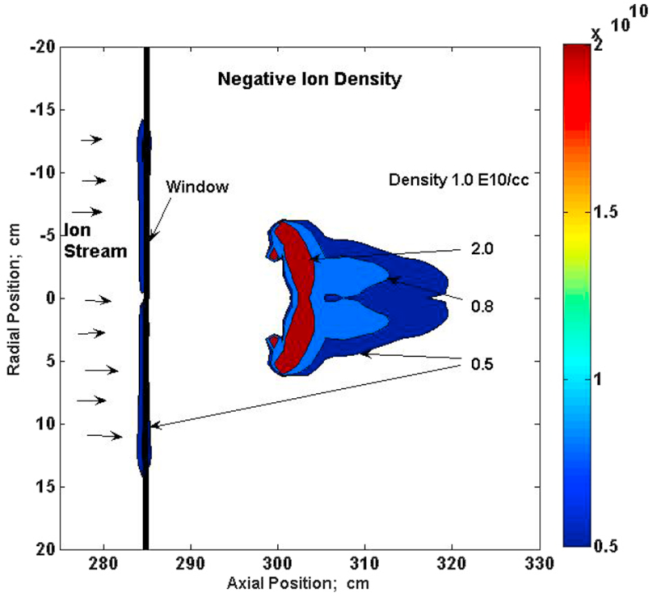 x 10^10
-20
Negative Ion Density
2
-15
-10
Window
Density 1.0 E10/cc
1.5
-5
Ion
Stream
2.0
Radial Position; cm
0
0.8
5
0.5
1
10
15
20
0.5
280 290 300 310 320 330
Axial Position; cm